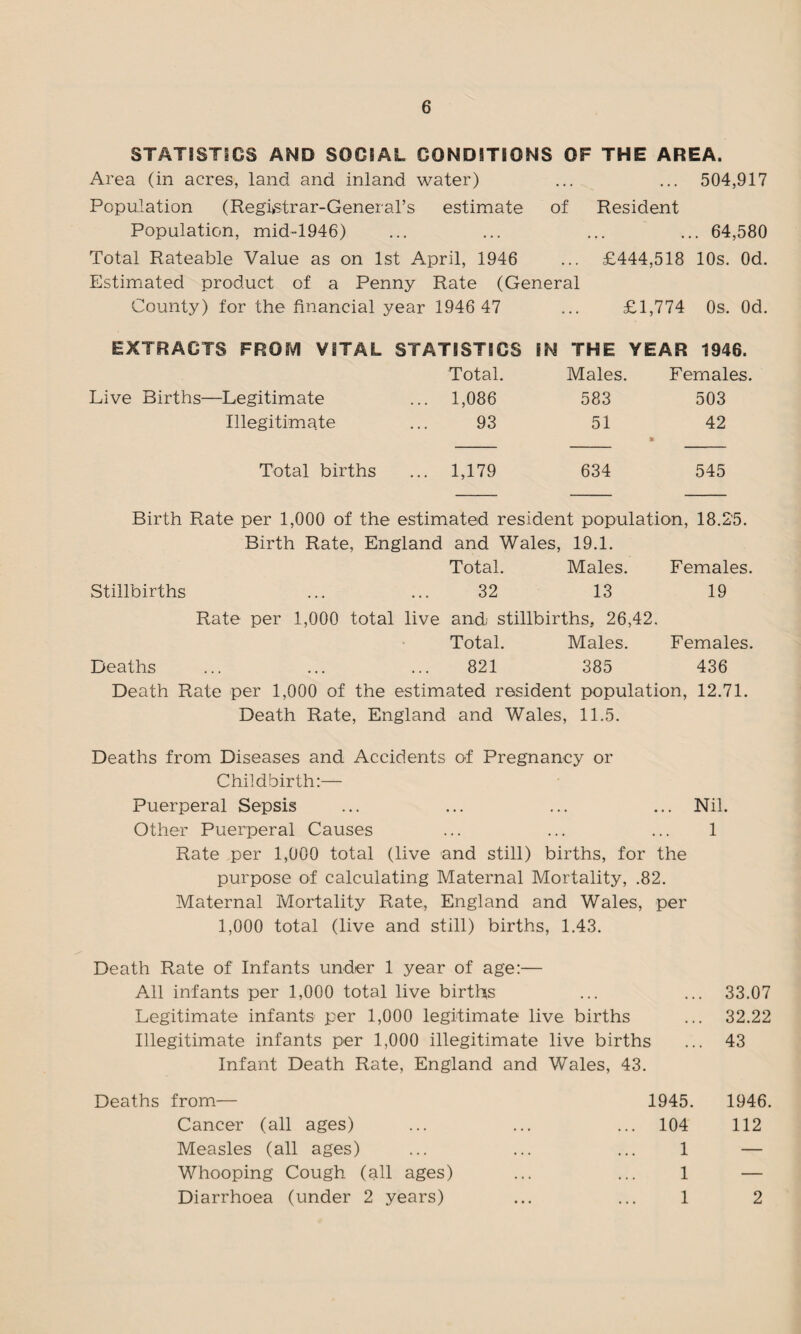 6
STATISTICS AND SOCIAL CONDITIONS OF THE AREA.
Area (in acres, land and inland water) ... ... 504,917
Population (Registrar-General's estimate of Resident
Population, mid-1946) ... ... ... ... 64,580
Total Rateable Value as on 1st April, 1946 ... £444,518 10s. 0d.
Estimated product of a Penny Rate (General
County) for the financial year 1946 47 ... £1,774 0s. 0d.
EXTRACTS FROM VITAL STATISTICS IN THE YEAR 1946.
Total. Males. Females.
Live Births—Legitimate ... 1,086 583 503
Illegitimate ... 93 51 42
Total births ... 1,179 634 545
Birth Rate per 1,000 of the estimated resident population, 18.25.
Birth Rate, England and Wales, 19.1.
Total. Males. Females.
Stillbirths ... ... 32 13 19
Rate per 1,000 total live and stillbirths, 26,42.
Total. Males. Females.
Deaths ... ... ... 821 385 436
Death Rate per 1,000 of the estimated resident population, 12.71.
Death Rate, England and Wales, 11.5.
Deaths from Diseases and Accidents of Pregnancy or
Childbirth:—
Puerperal Sepsis ... ... ... ... Nil.
Other Puerperal Causes ... ... ... 1
Rate per 1,000 total (live and still) births, for the
purpose of calculating Maternal Mortality, .82.
Maternal Mortality Rate, England and Wales, per
1,000 total (live and still) births, 1.43.
Death Rate of Infants under 1 year of age:—
All infants per 1,000 total live births ... ... 33.07
Legitimate infants per 1,000 legitimate live births ... 32.22
Illegitimate infants per 1,000 illegitimate live births ... 43
Infant Death Rate, England and Wales, 43.
Deaths from— 1945. 1946.
Cancer (all ages) ... ... ... 104 112
Measles (all ages) ... ... ... 1 —
Whooping Cough (all ages) ... ... 1 —
Diarrhoea (under 2 years) ... ... 1 2